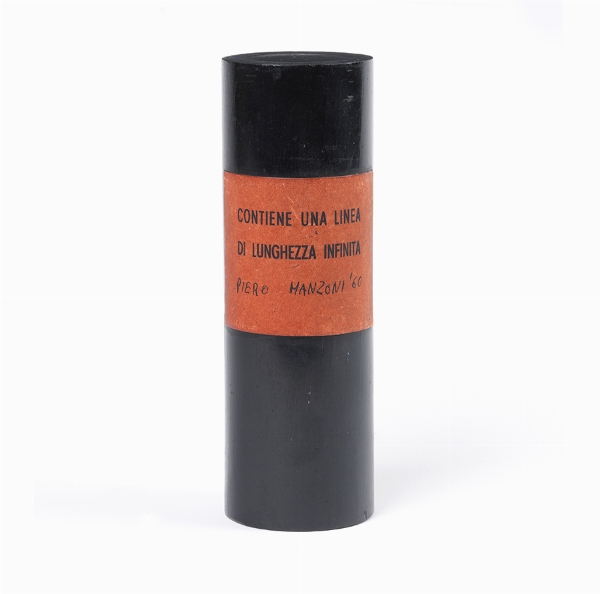 CONTIENE UNA LINEA
DI LUNGHEZZA INFINITA
PIERO MANZONI '60